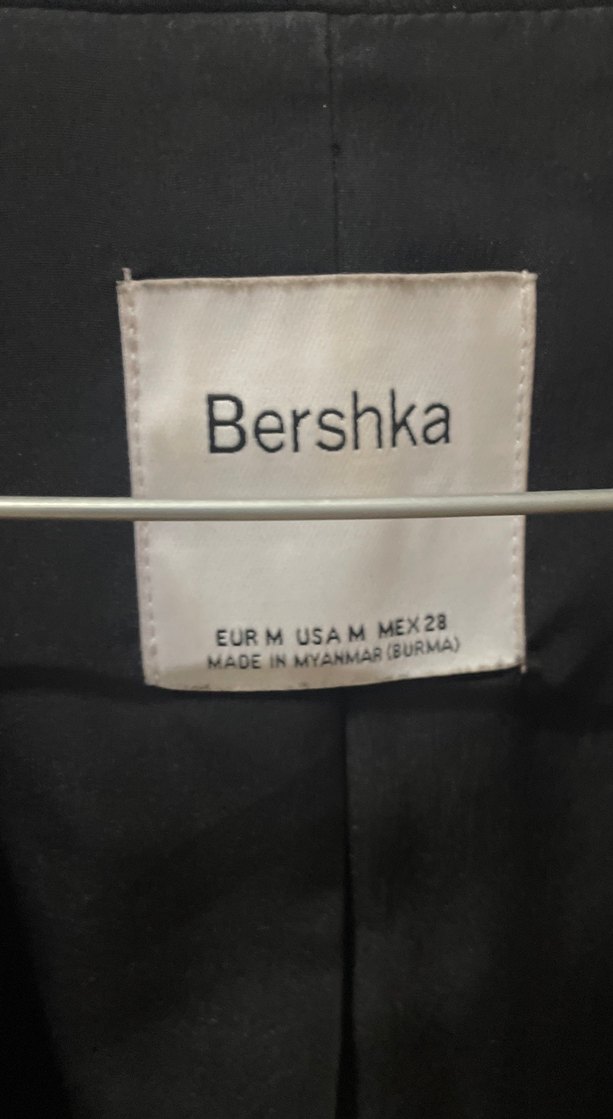 Bershka
EUR M USA M MEX 28
MADE IN MYANMAR (BURMA)